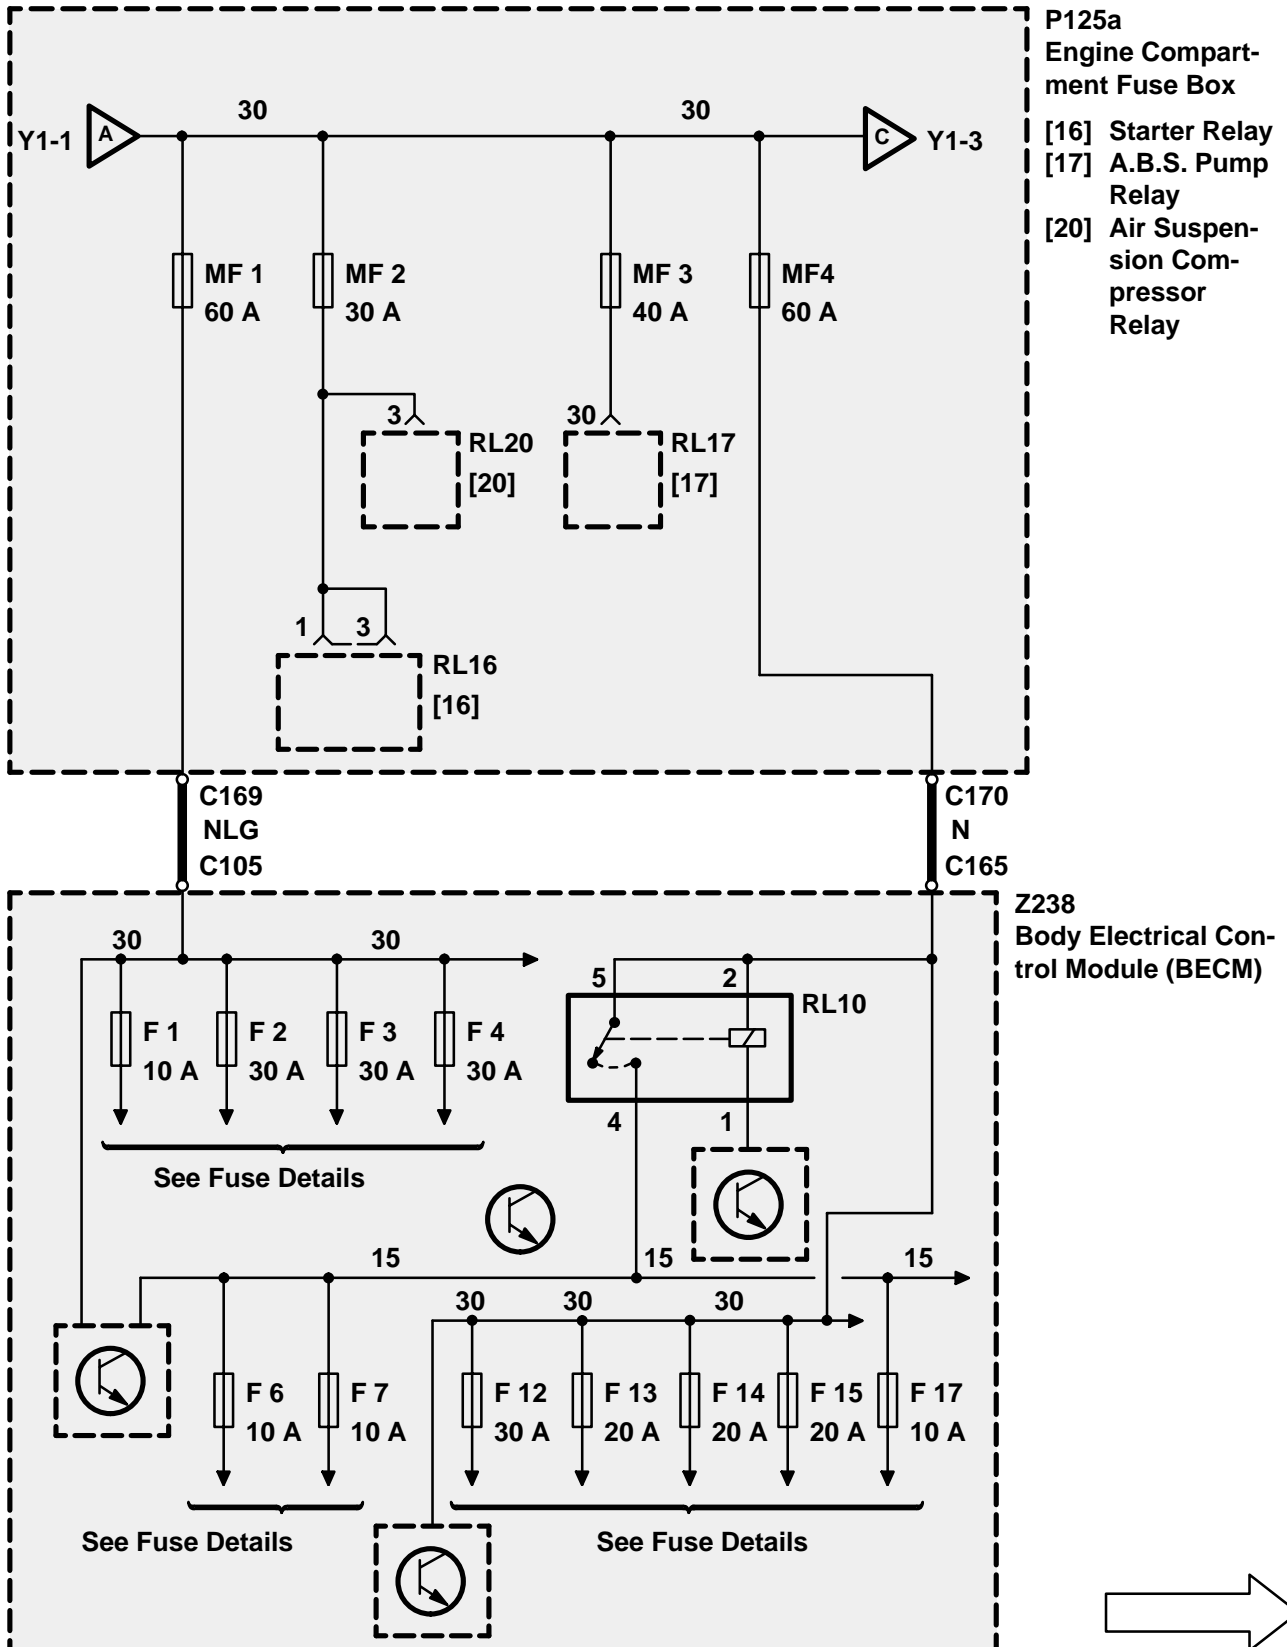 P125a
Engine Compart-
ment Fuse Box
[16] Starter Relay
[17] A.B.S. Pump
Relay
[20] Air Suspen-
sion Com-
pressor
Relay
30 30
Y1-1 A C Y1-3
MF 1 MF 2 MF 3 MF4
60 A 30 A 40 A 60 A
3 30
RL20 RL17
[20] [17]
1 3
RL16
[16]
C169 C170
NLG N
C105 C165
Z238
Body Electrical Con-
trol Module (BECM)
30 30
5 2
RL10
F 1 F 2 F 3 F 4
10 A 30 A 30 A 30 A
4 1
See Fuse Details
15 15 15
30 30 30
F 6 F 7 F 12 F 13 F 14 F 15 F 17
10 A 10 A 30 A 20 A 20 A 20 A 10 A
See Fuse Details See Fuse Details